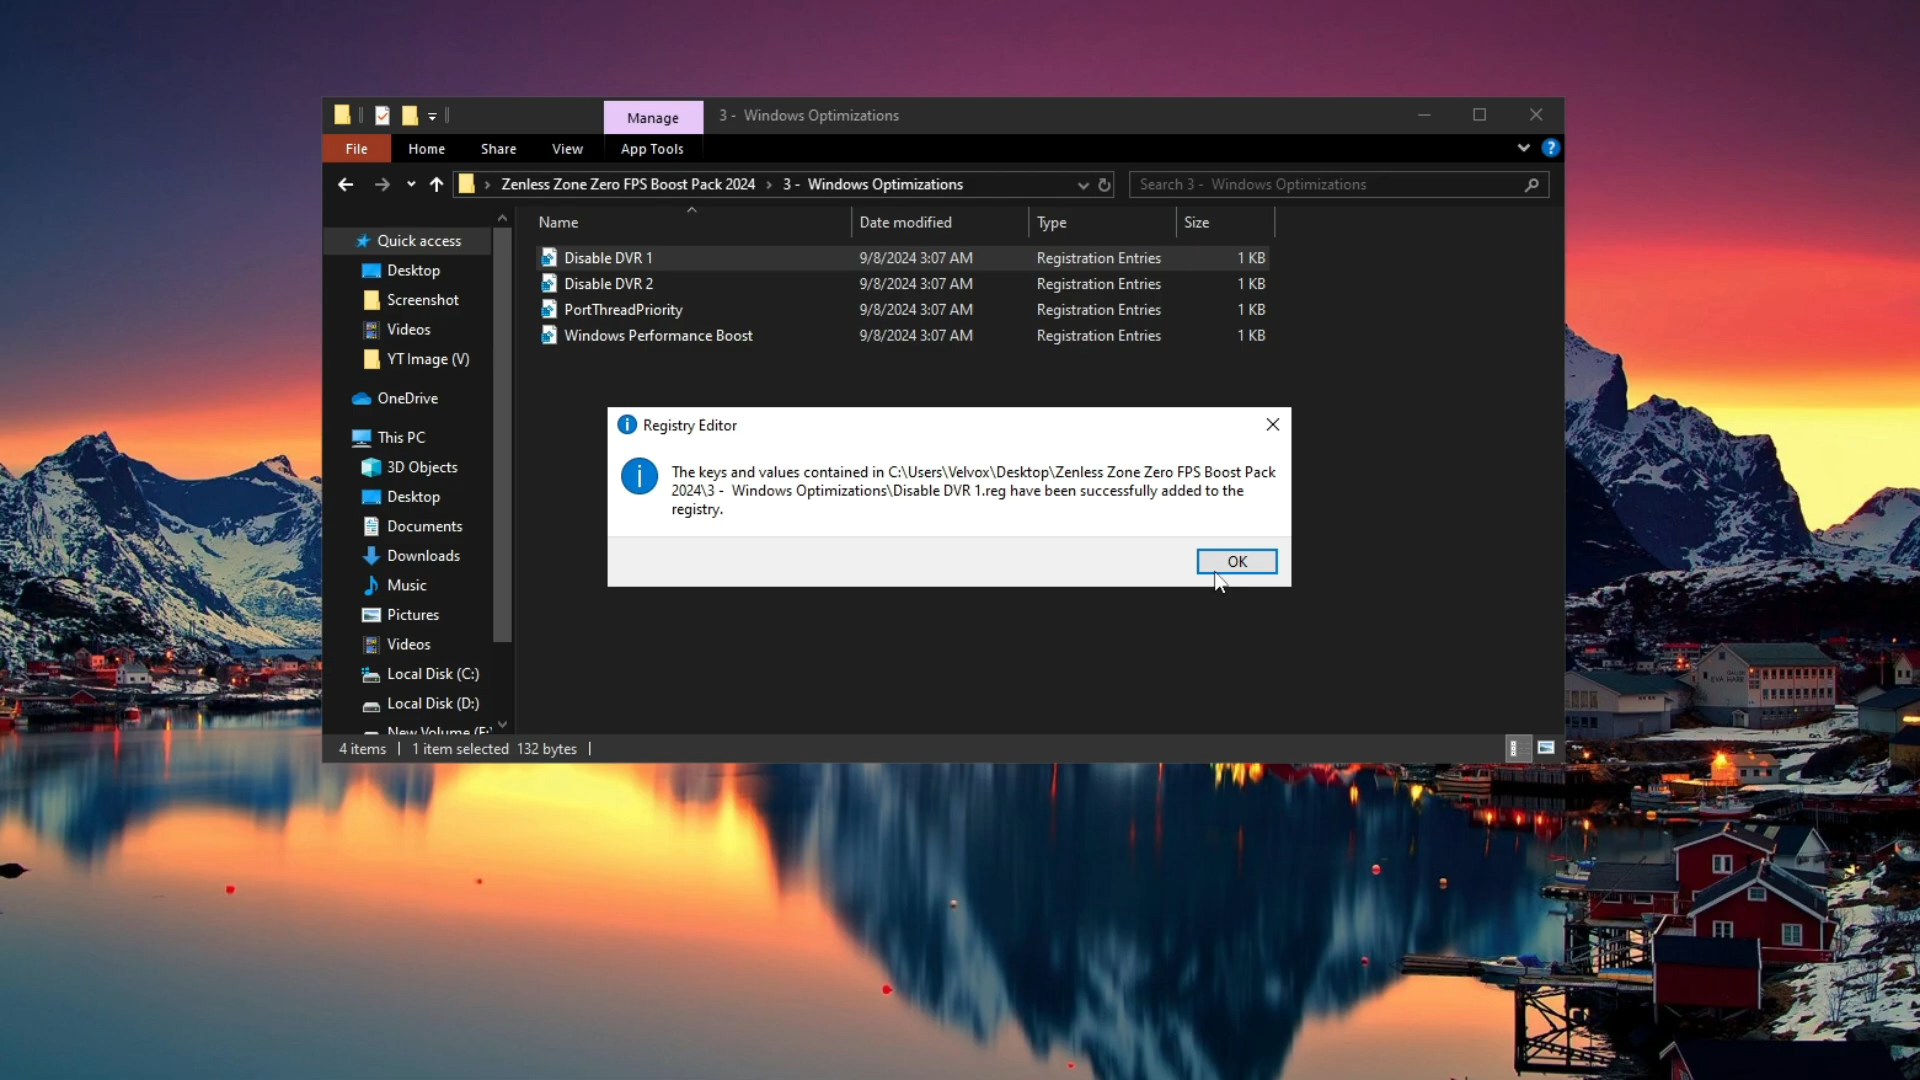 Manage
3 -  Windows Optimizations
File
Home
Share
View
App Tools
Zenless Zone Zero FPS Boost Pack 2024 > 3 -  Windows Optimizations
Search 3 -  Windows Optimizations
Name
Date modified
Type
Size
Quick access
Desktop
Screenshot
Videos
YT Image (V)
OneDrive
This PC
3D Objects
Desktop
Documents
Downloads
Music
Pictures
Videos
Local Disk (C:)
Local Disk (D:)
New Volume (E:)
Disable DVR 1 9/8/2024 3:07 AM Registration Entries 1 KB
Disable DVR 2 9/8/2024 3:07 AM Registration Entries 1 KB
PortThreadPriority 9/8/2024 3:07 AM Registration Entries 1 KB
Windows Performance Boost 9/8/2024 3:07 AM Registration Entries 1 KB
Registry Editor
The keys and values contained in C:\Users\Velvox\Desktop\Zenless Zone Zero FPS Boost Pack
2024\3 -  Windows Optimizations\Disable DVR 1.reg have been successfully added to the
registry.
OK
4 items
1 item selected  132 bytes